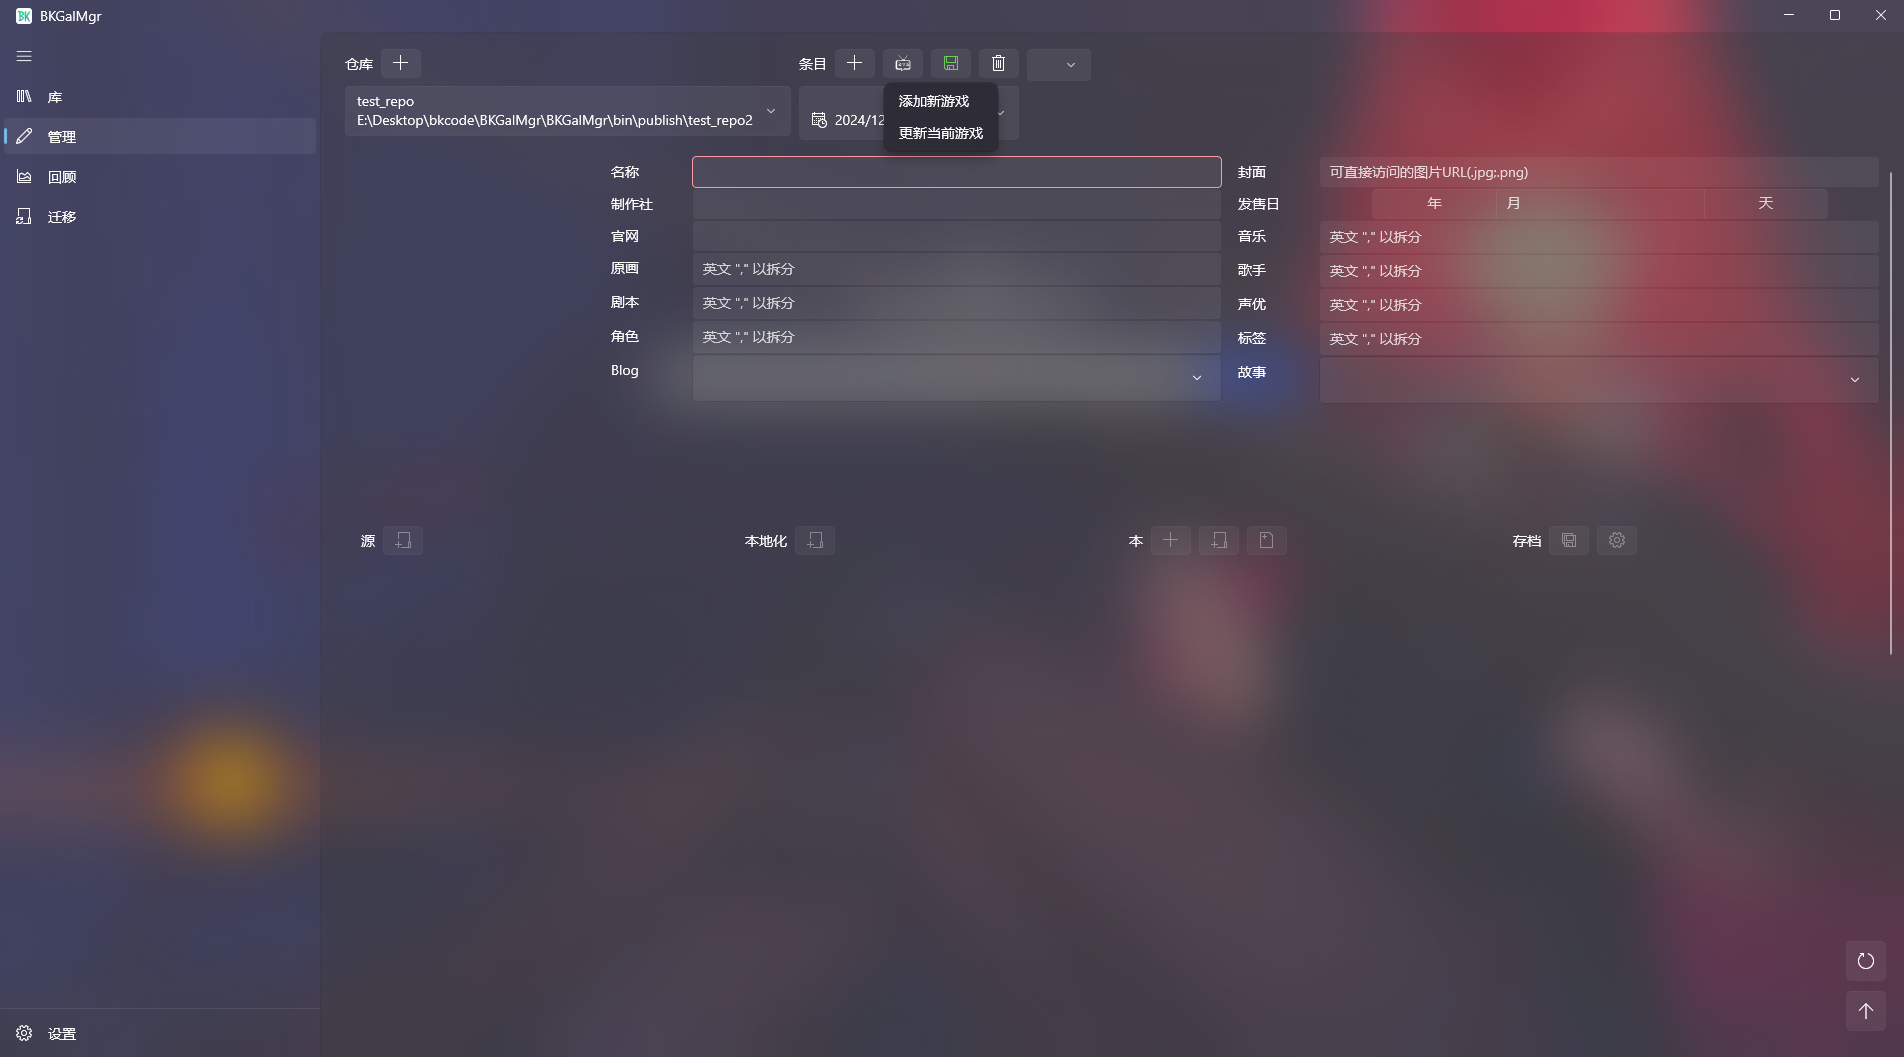 BKGalMgr
库
管理
回顾
迁移
设置
仓库
条目
test_repo
E:\Desktop\bkcode\BKGalMgr\BKGalMgr\bin\publish\test_repo2
2024/12
添加新游戏
更新当前游戏
名称
封面 可直接访问的图片URL(.jpg;.png)
制作社
发售日 年 月 天
官网
音乐 英文 "," 以拆分
原画 英文 "," 以拆分
歌手 英文 "," 以拆分
剧本 英文 "," 以拆分
声优 英文 "," 以拆分
角色 英文 "," 以拆分
标签 英文 "," 以拆分
Blog
故事
源
本地化
本
存档